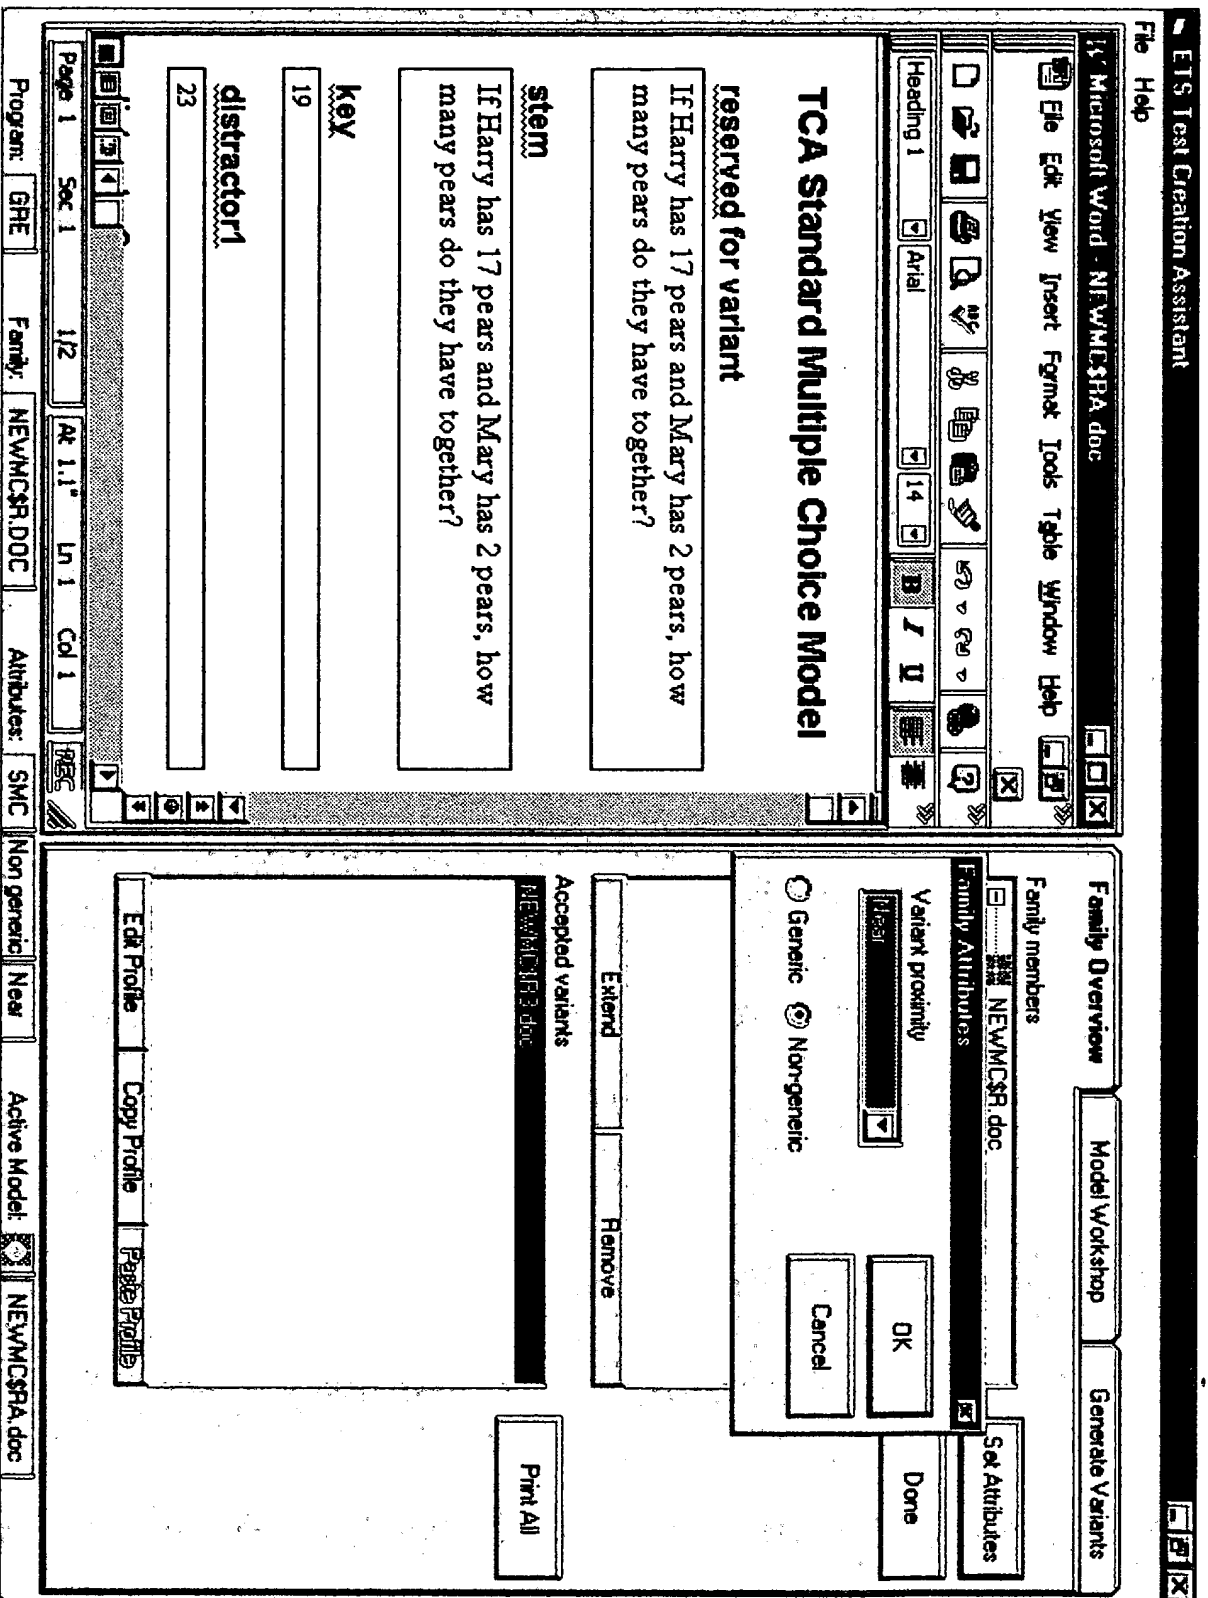 ETS Test Creation Assistant
File Help
Microsoft Word - NEWMC$RA.doc
File Edit View Insert Format Tools Table Window Help
Heading 1 Arial 14 B I U
TCA Standard Multiple Choice Model
reserved for variant
If Harry has 17 pears and Mary has 2 pears, how
many pears do they have together?
stem
If Harry has 17 pears and Mary has 2 pears, how
many pears do they have together?
key
19
distractor1
23
Page 1 Sec 1 1/2 At 1.1" Ln 1 Col 1 REC
Family Overview Model Workshop Generate Variants
Family members
NEWMC$R.doc
Set Attributes
Done
Family Attributes
Variant proximity
Near
Generic Non-generic
OK
Cancel
Extend Remove
Accepted variants
Print All
Edit Profile Copy Profile Paste Profile
Program: GRE Family: NEWMC$R.DOC Attributes: SMC Non generic Near Active Model: NEWMC$RA.doc